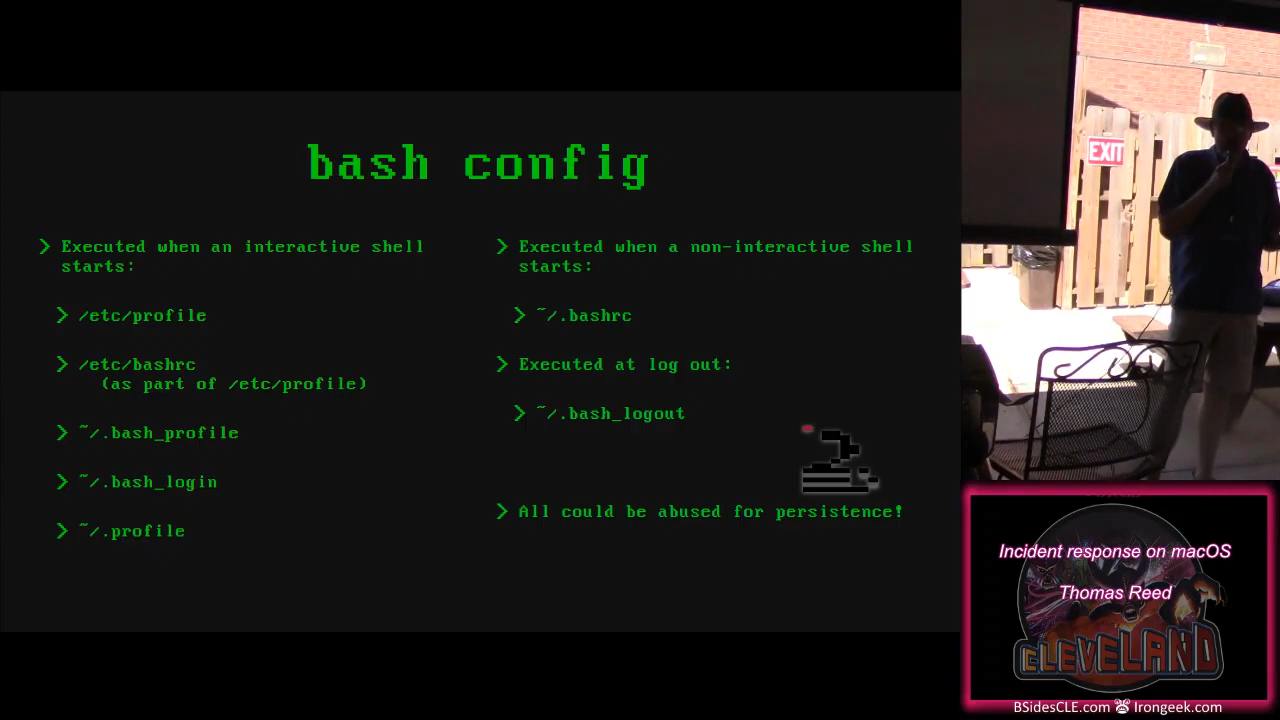 bash config
> Executed when an interactive shell
starts:
> /etc/profile
> /etc/bashrc
(as part of /etc/profile)
> ~/.bash_profile
> ~/.bash_login
> ~/.profile
> Executed when a non-interactive shell
starts:
> ~/.bashrc
> Executed at log out:
> ~/.bash_logout
> All could be abused for persistence!
EXIT
Incident response on macOS
Thomas Reed
CLEVELAND
BSidesCLE.com Irongeek.com